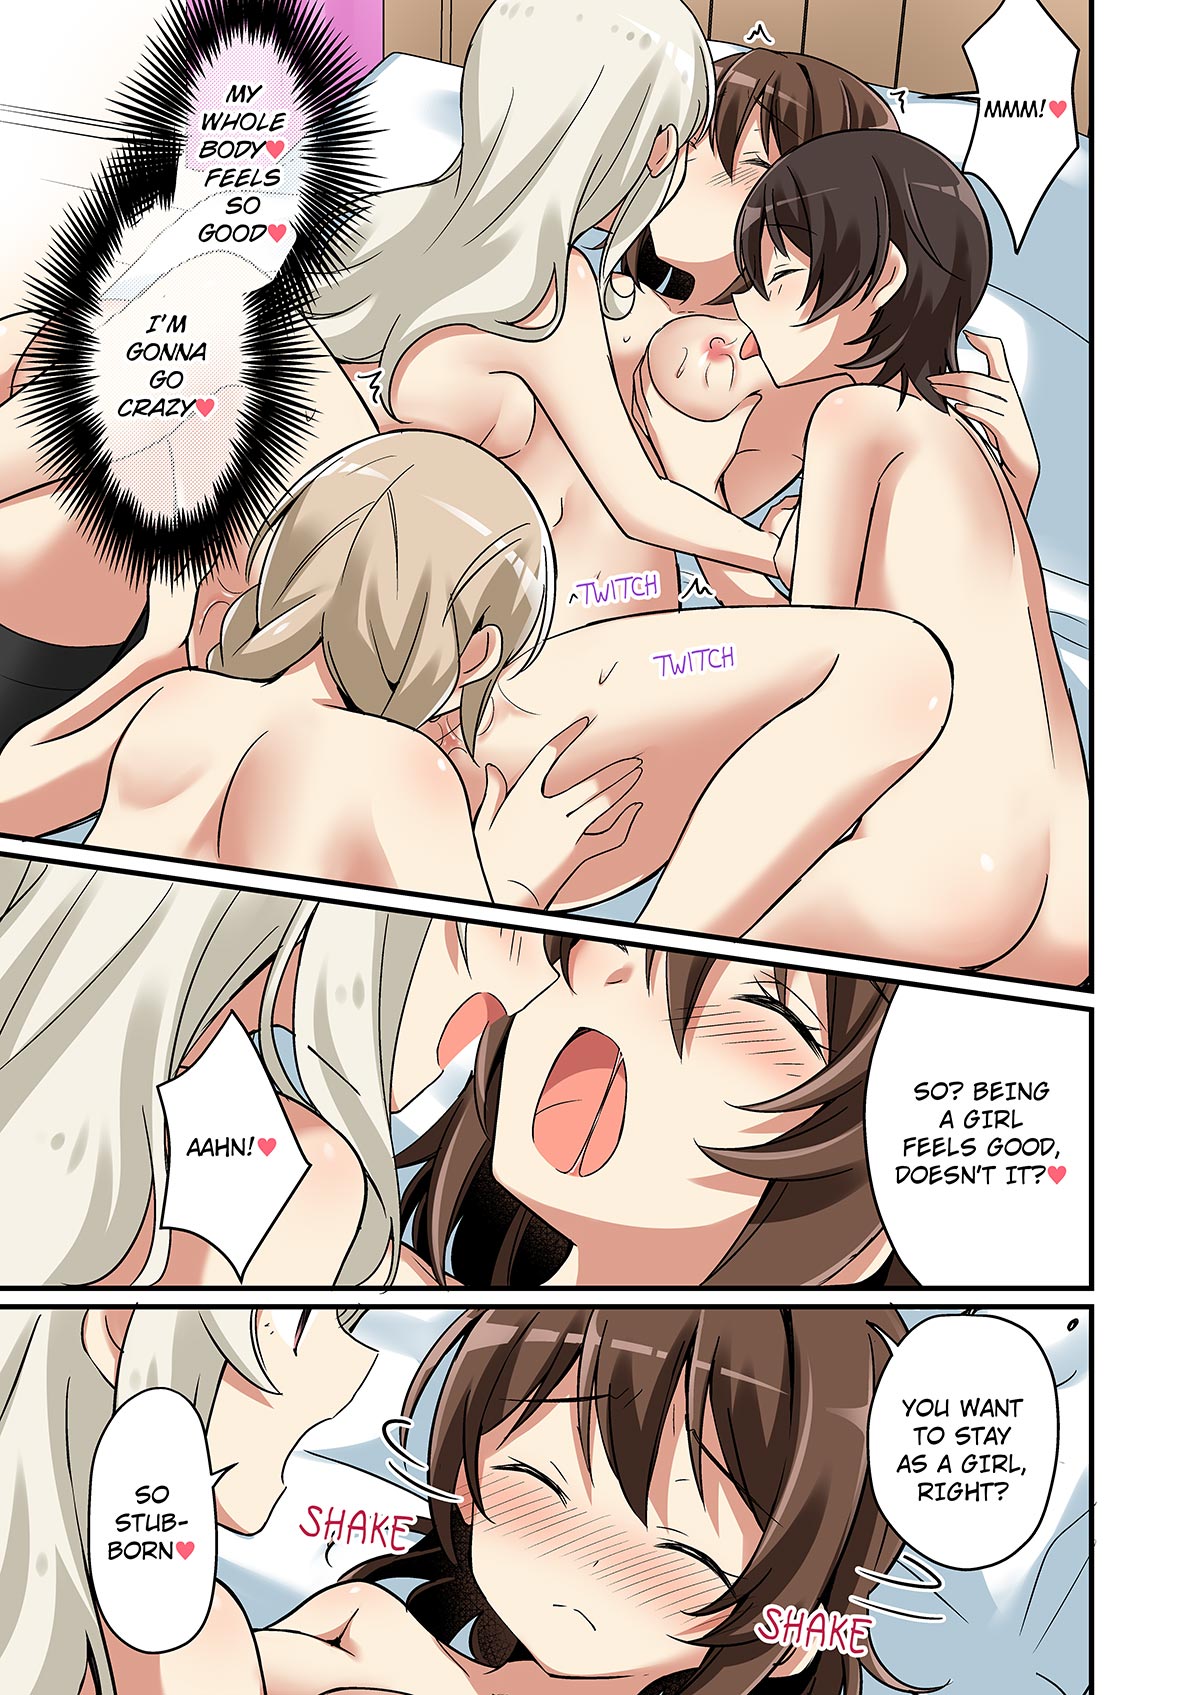 MMM!♥
MY
WHOLE
BODY♥
FEELS
SO
GOOD♥
I'M
GONNA
GO
CRAZY♥
TWITCH
TWITCH
SO? BEING
A GIRL
FEELS GOOD,
DOESN'T IT?♥
AAHN!♥
YOU WANT
TO STAY
AS A GIRL,
RIGHT?
SHAKE
SHAKE
SO
STUB-
BORN♥